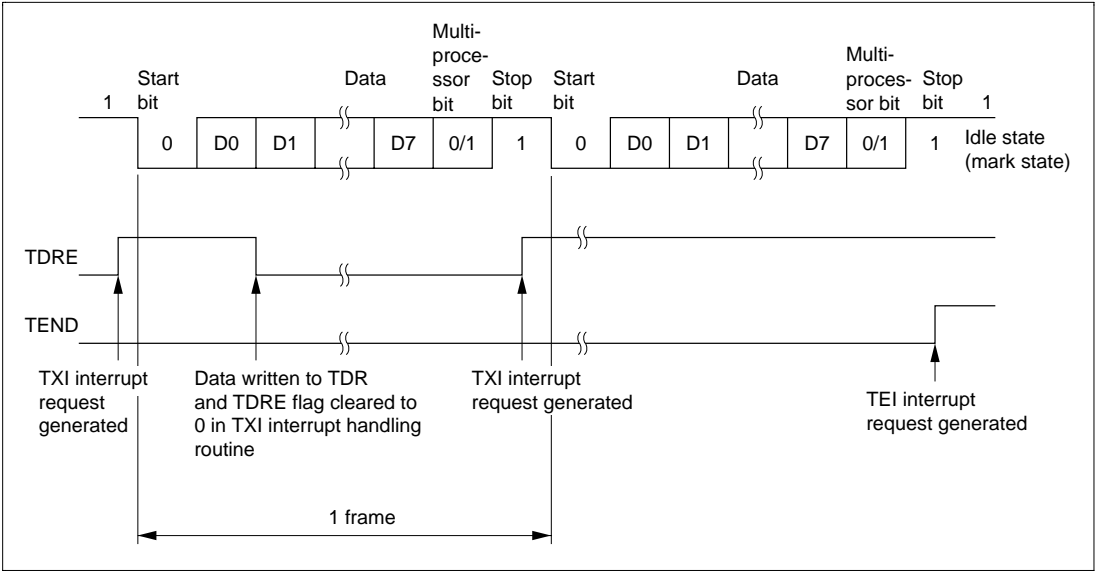 Multi-
proce-
ssor
bit
Start
bit
Data
Stop
bit
Start
bit
Data
Multi-
proces-
sor bit
Stop
bit
1
1
0 D0 D1 D7 0/1 1 0 D0 D1 D7 0/1 1
Idle state
(mark state)
TDRE
TEND
TXI interrupt
request
generated
Data written to TDR
and TDRE flag cleared to
0 in TXI interrupt handling
routine
TXI interrupt
request generated
TEI interrupt
request generated
1 frame